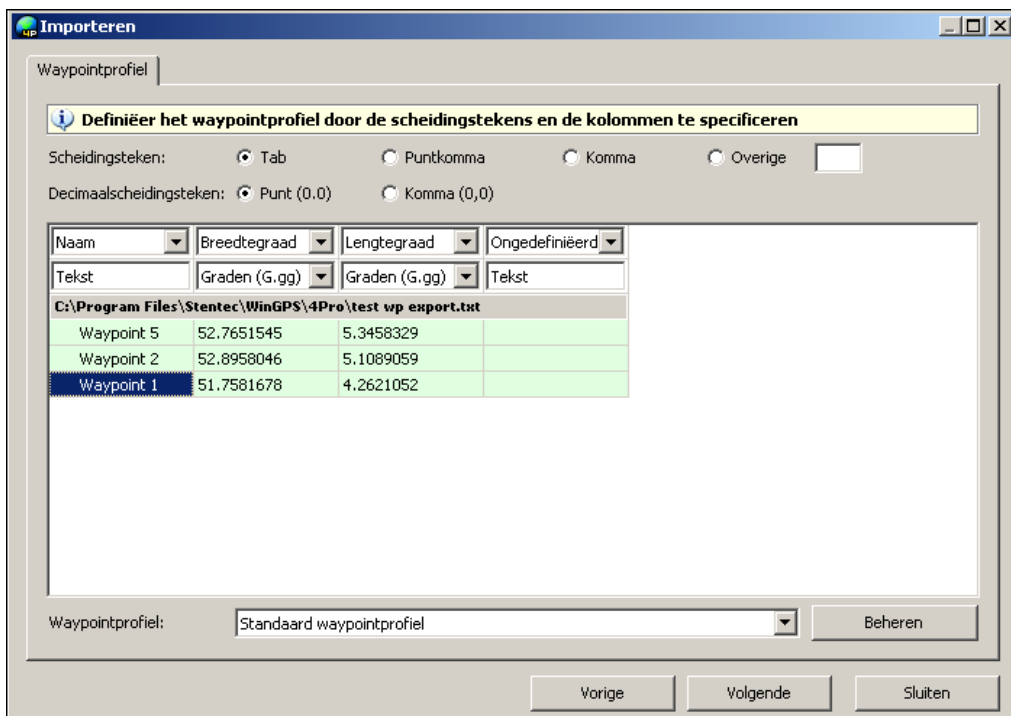 Importeren
Waypointprofiel
Definiëer het waypointprofiel door de scheidingstekens en de kolommen te specificeren
Scheidingsteken: Tab Puntkomma Komma Overige
Decimaalscheidingsteken: Punt (0.0) Komma (0,0)
Naam Breedtegraad Lengtegraad Ongedefiniëerd
Tekst Graden (G.gg) Graden (G.gg) Tekst
C:\Program Files\Stentec\WinGPS\4Pro\test wp export.txt
Waypoint 5 52.7651545 5.3458329
Waypoint 2 52.8958046 5.1089059
Waypoint 1 51.7581678 4.2621052
Waypointprofiel: Standaard waypointprofiel Beheren
Vorige Volgende Sluiten